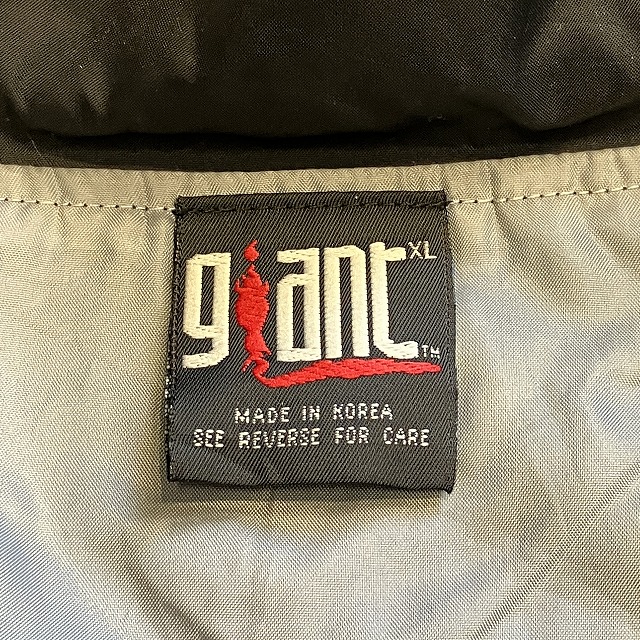 giant XL
TM
MADE IN KOREA
SEE REVERSE FOR CARE